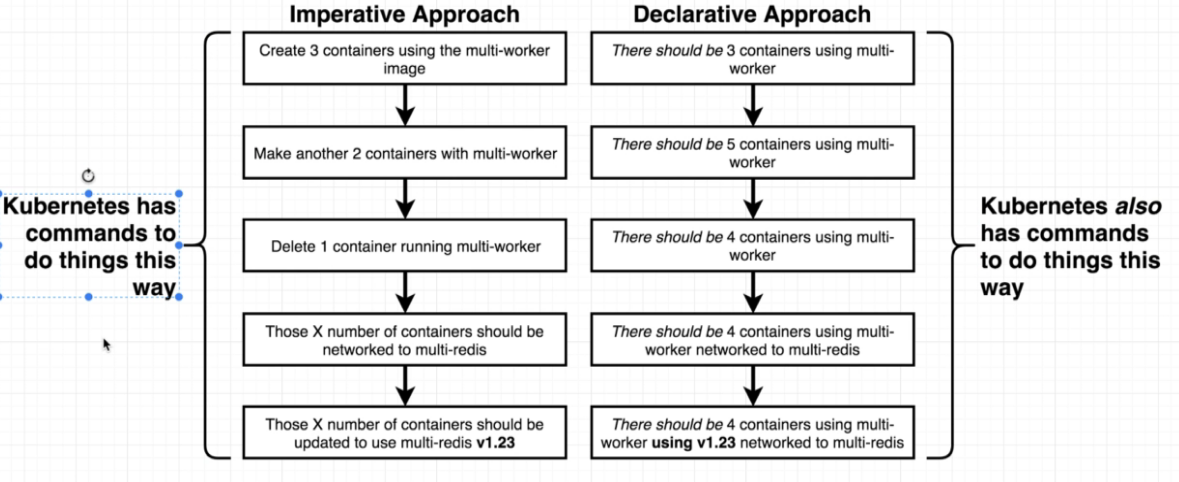 Imperative Approach
Declarative Approach
Kubernetes has
commands to
do things this
way
Create 3 containers using the multi-worker
image
Make another 2 containers with multi-worker
Delete 1 container running multi-worker
Those X number of containers should be
networked to multi-redis
Those X number of containers should be
updated to use multi-redis v1.23
There should be 3 containers using multi-
worker
There should be 5 containers using multi-
worker
There should be 4 containers using multi-
worker
There should be 4 containers using multi-
worker networked to multi-redis
There should be 4 containers using multi-
worker using v1.23 networked to multi-redis
Kubernetes also
has commands
to do things this
way